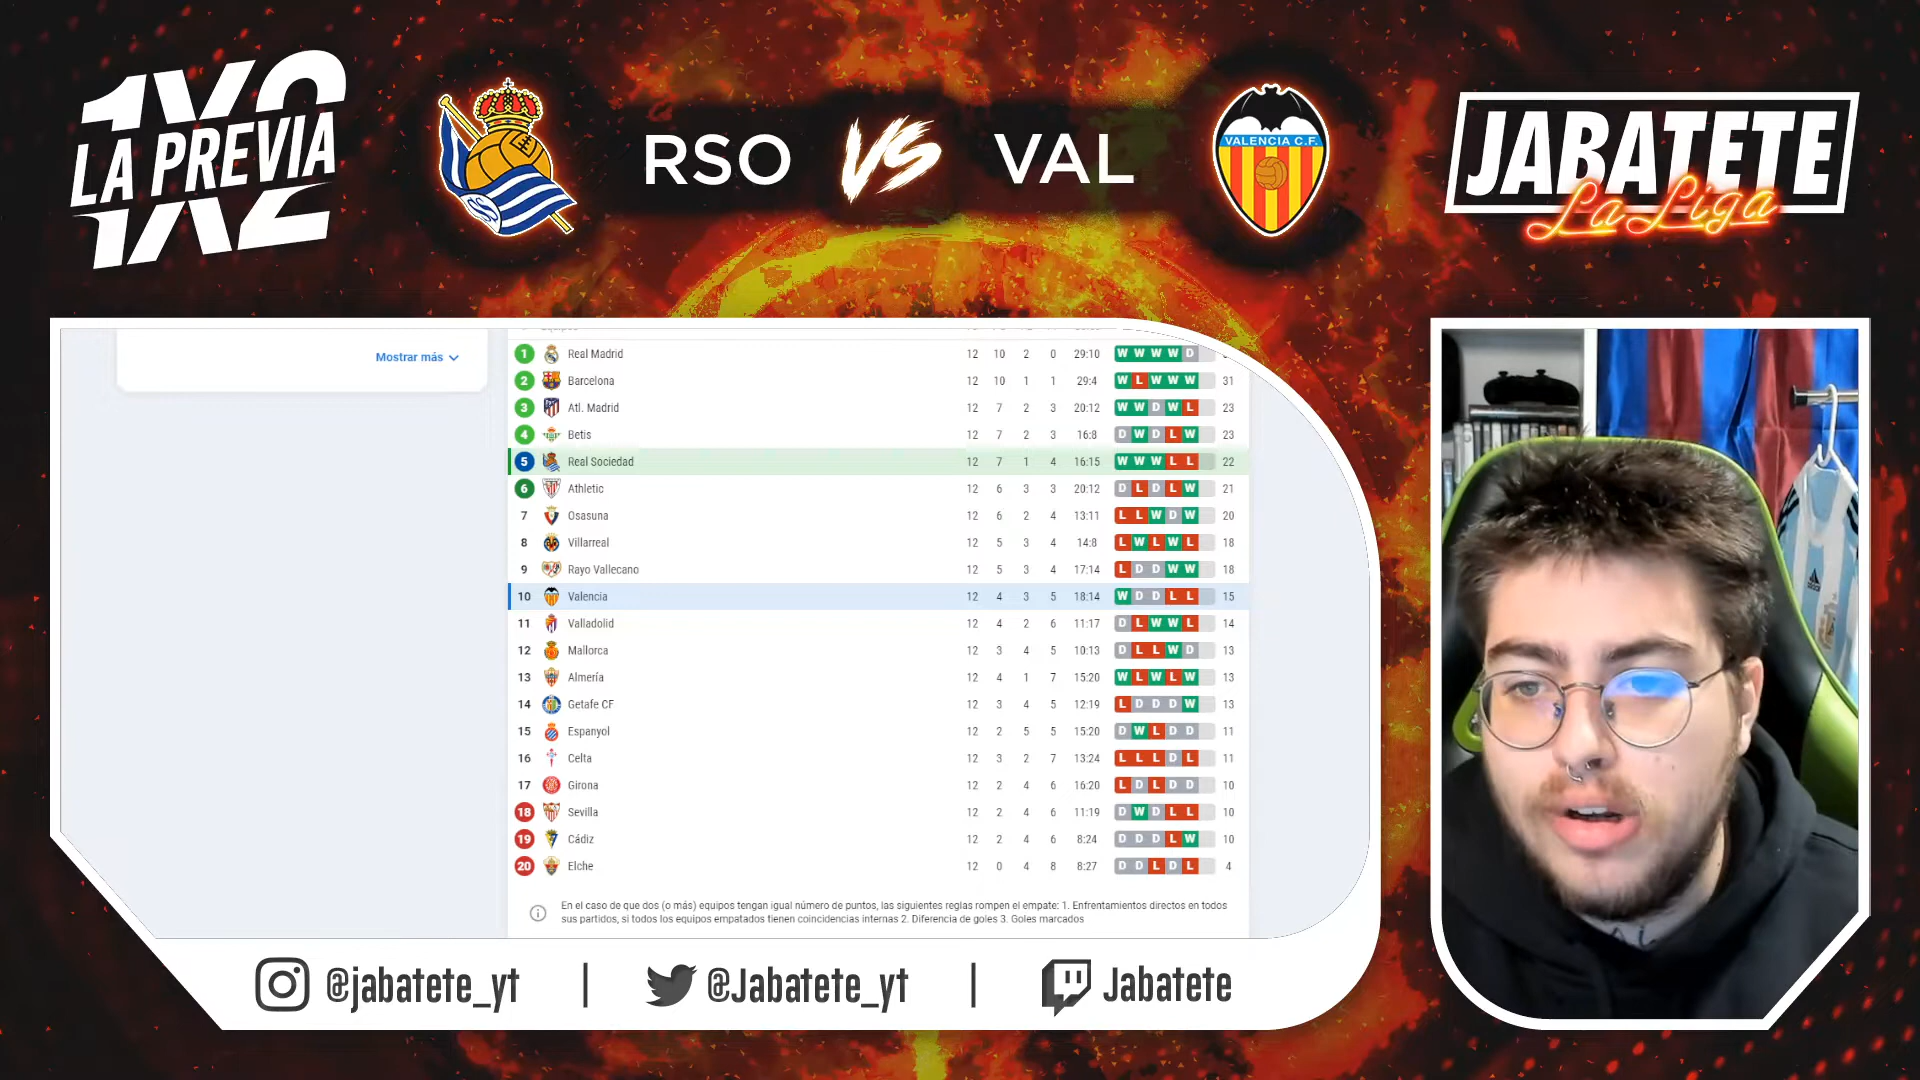 1X2
LA PREVIA
1X2
RSO VS VAL
VALENCIA C.F.
JABATETE
La Liga
Mostrar más
1 Real Madrid 12 10 2 0 29:10 W W W W D
2 Barcelona 12 10 1 1 29:4 W L W W W 31
3 Atl. Madrid 12 7 2 3 20:12 W W D W L 23
4 Betis 12 7 2 3 16:8 D W D L W 23
5 Real Sociedad 12 7 1 4 16:15 W W W L L 22
6 Athletic 12 6 3 3 20:12 D L D L W 21
7 Osasuna 12 6 2 4 13:11 L L W D W 20
8 Villarreal 12 5 3 4 14:8 L W L W L 18
9 Rayo Vallecano 12 5 3 4 17:14 L D D W W 18
10 Valencia 12 4 3 5 18:14 W D D L L 15
11 Valladolid 12 4 2 6 11:17 D L W W L 14
12 Mallorca 12 3 4 5 10:13 D L L W D 13
13 Almería 12 4 1 7 15:20 W L W L W 13
14 Getafe CF 12 3 4 5 12:19 L D D D W 13
15 Espanyol 12 2 5 5 15:20 D W L D D 11
16 Celta 12 3 2 7 13:24 L L L D L 11
17 Girona 12 2 4 6 16:20 L D L D D 10
18 Sevilla 12 2 4 6 11:19 D W D L L 10
19 Cádiz 12 2 4 6 8:24 D D D L W 10
20 Elche 12 0 4 8 8:27 D D L D L 4
En el caso de que dos (o más) equipos tengan igual número de puntos, las siguientes reglas rompen el empate: 1. Enfrentamientos directos en todos
sus partidos, si todos los equipos empatados tienen coincidencias internas 2. Diferencia de goles 3. Goles marcados
@jabatete_yt | @Jabatete_yt | Jabatete